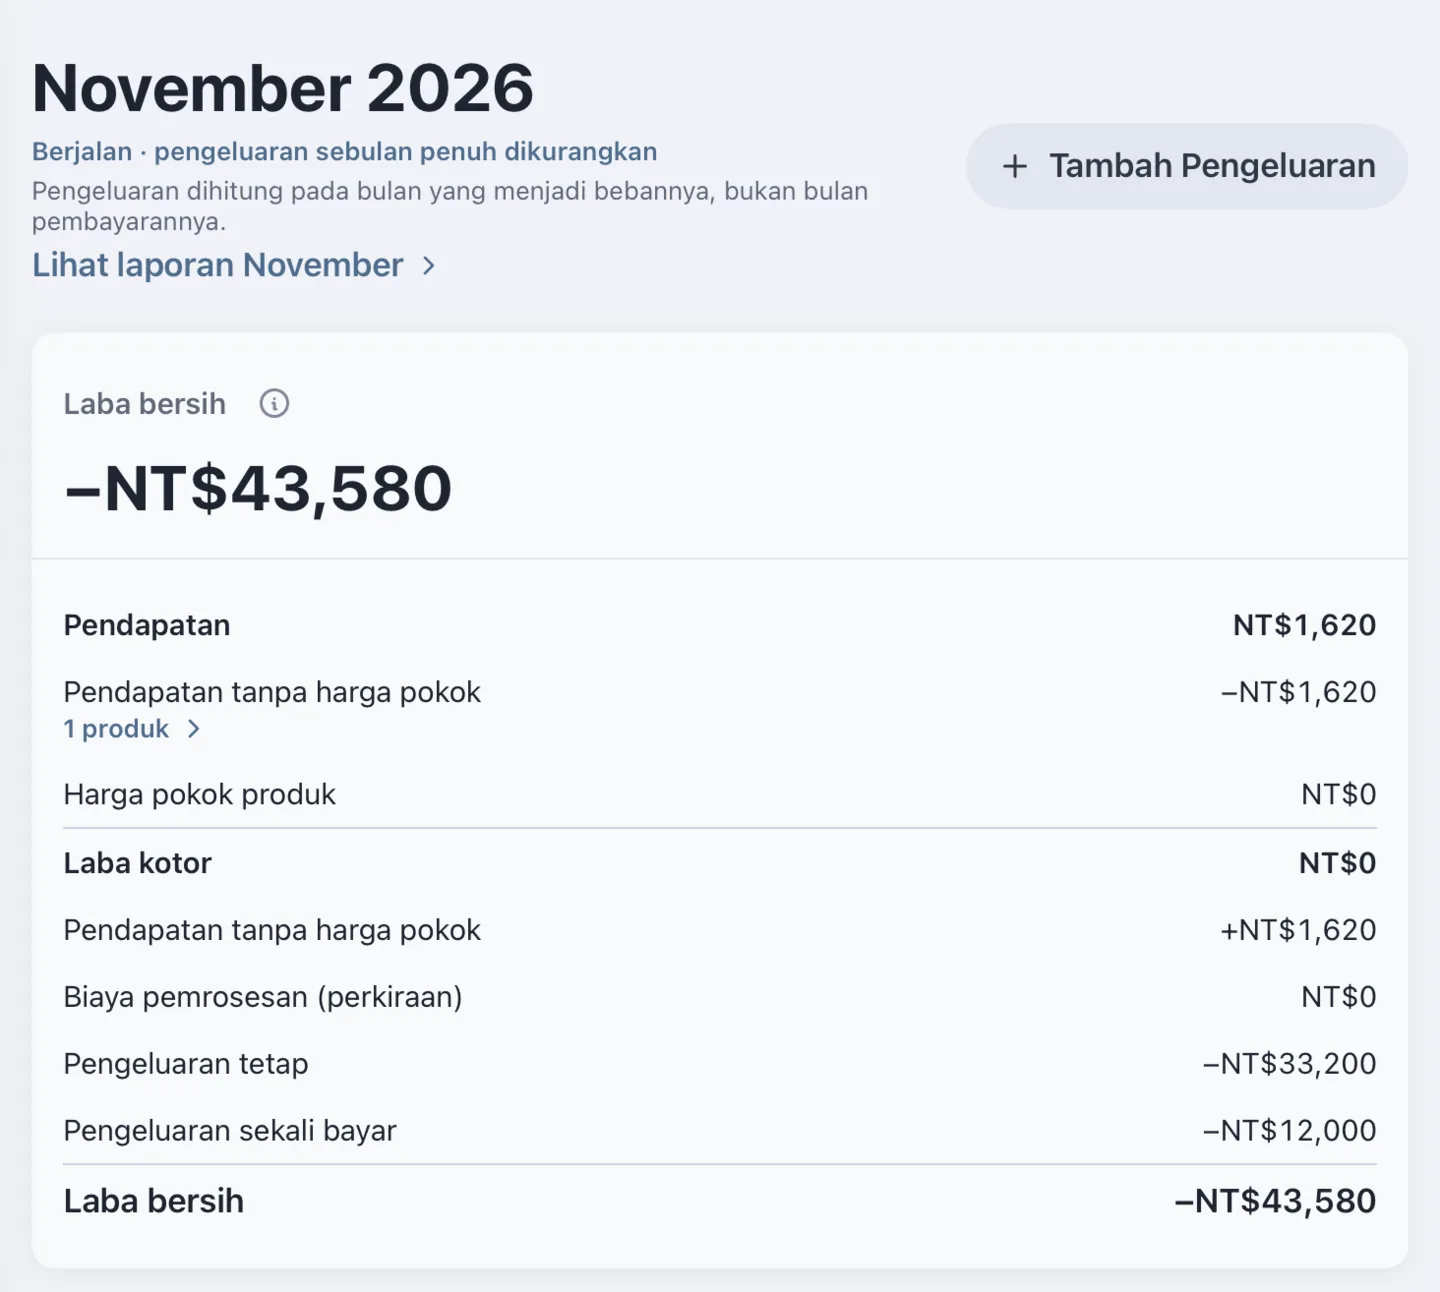 November 2026
Berjalan · pengeluaran sebulan penuh dikurangkan
Pengeluaran dihitung pada bulan yang menjadi bebannya, bukan bulan
pembayarannya.
Lihat laporan November
+ Tambah Pengeluaran
Laba bersih
–NT$43,580
Pendapatan NT$1,620
Pendapatan tanpa harga pokok –NT$1,620
1 produk
Harga pokok produk NT$0
Laba kotor NT$0
Pendapatan tanpa harga pokok +NT$1,620
Biaya pemrosesan (perkiraan) NT$0
Pengeluaran tetap –NT$33,200
Pengeluaran sekali bayar –NT$12,000
Laba bersih –NT$43,580